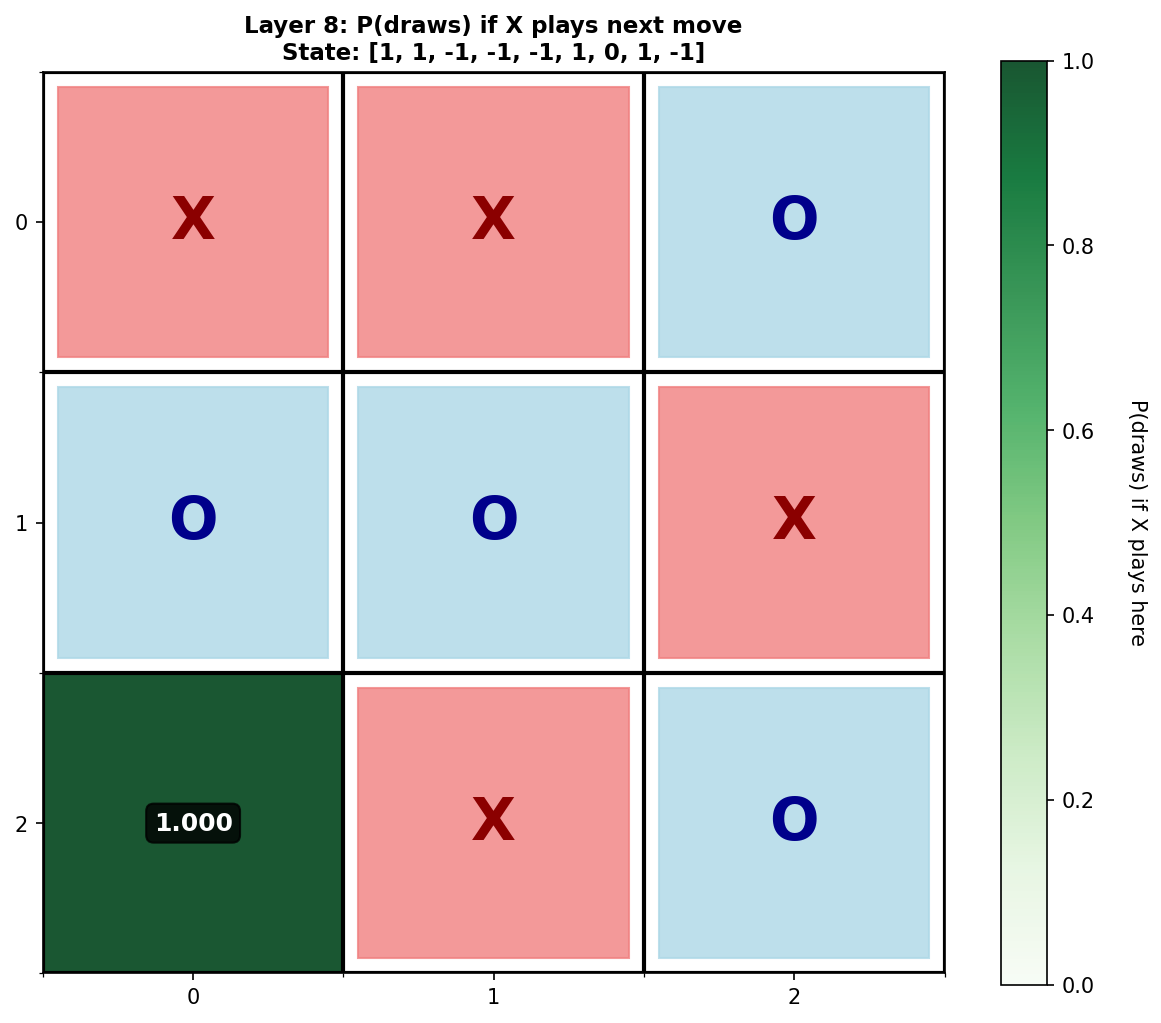 Layer 8: P(draws) if X plays next move
State: [1, 1, -1, -1, -1, 1, 0, 1, -1]
X X O
O O X
1.000 X O
0
1
2
0 1 2
1.0
0.8
0.6
0.4
0.2
0.0
P(draws) if X plays here